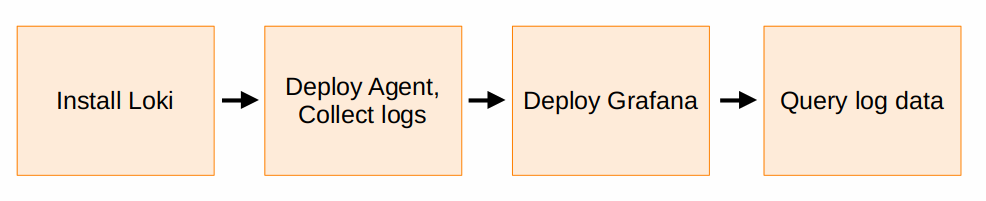 Install Loki
Deploy Agent,
Collect logs
Deploy Grafana
Query log data